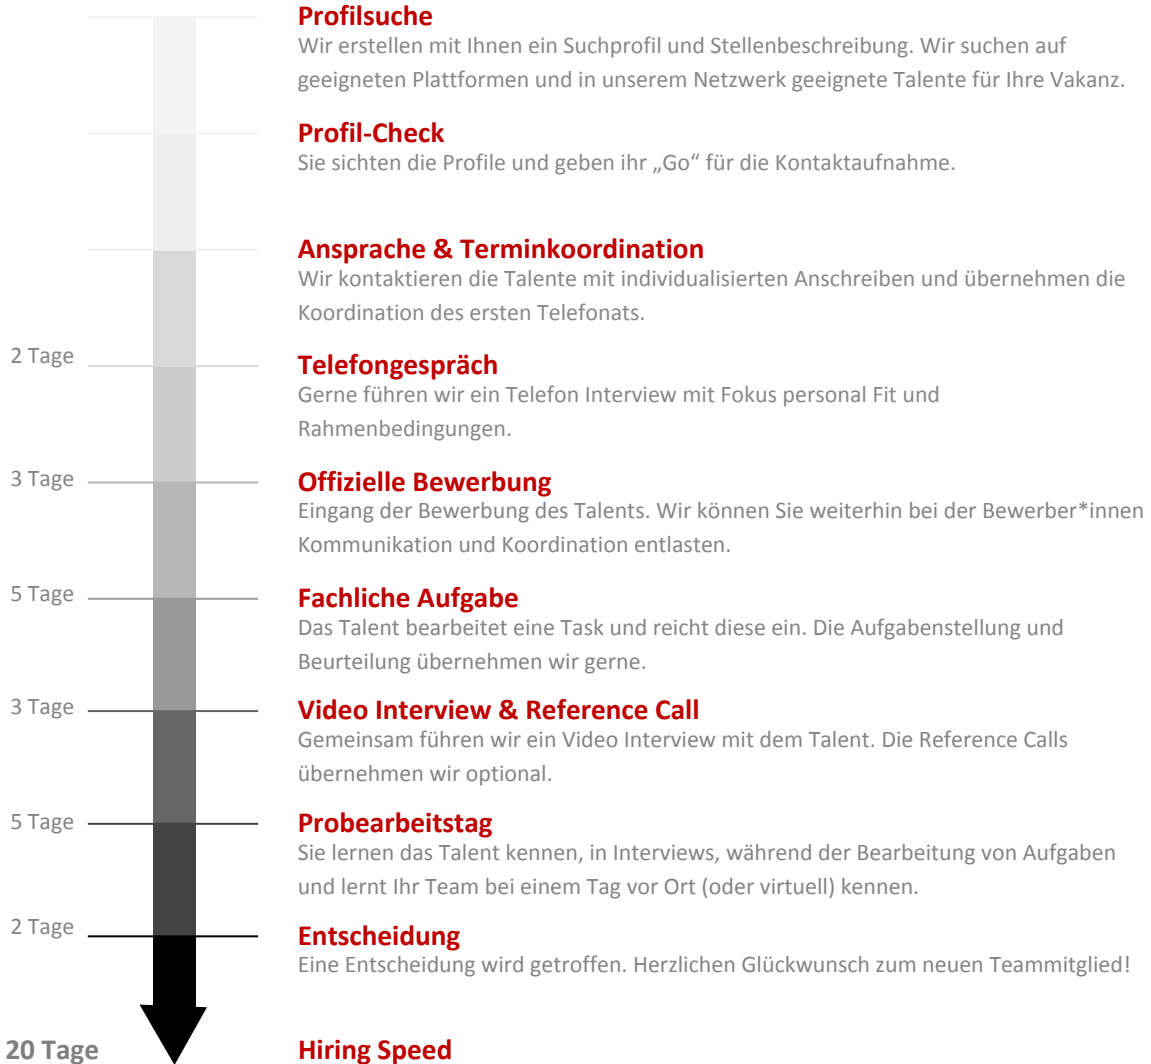 Profilsuche
Wir erstellen mit Ihnen ein Suchprofil und Stellenbeschreibung. Wir suchen auf
geeigneten Plattformen und in unserem Netzwerk geeignete Talente für Ihre Vakanz.
Profil-Check
Sie sichten die Profile und geben ihr „Go“ für die Kontaktaufnahme.
Ansprache & Terminkoordination
Wir kontaktieren die Talente mit individualisierten Anschreiben und übernehmen die
Koordination des ersten Telefonats.
2 Tage
Telefongespräch
Gerne führen wir ein Telefon Interview mit Fokus personal Fit und
Rahmenbedingungen.
3 Tage
Offizielle Bewerbung
Eingang der Bewerbung des Talents. Wir können Sie weiterhin bei der Bewerber*innen
Kommunikation und Koordination entlasten.
5 Tage
Fachliche Aufgabe
Das Talent bearbeitet eine Task und reicht diese ein. Die Aufgabenstellung und
Beurteilung übernehmen wir gerne.
3 Tage
Video Interview & Reference Call
Gemeinsam führen wir ein Video Interview mit dem Talent. Die Reference Calls
übernehmen wir optional.
5 Tage
Probearbeitstag
Sie lernen das Talent kennen, in Interviews, während der Bearbeitung von Aufgaben
und lernt Ihr Team bei einem Tag vor Ort (oder virtuell) kennen.
2 Tage
Entscheidung
Eine Entscheidung wird getroffen. Herzlichen Glückwunsch zum neuen Teammitglied!
20 Tage
Hiring Speed